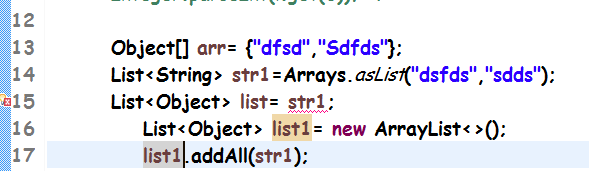 12
13 Object[] arr= {"dfsd","Sdfds"};
14 List<String> str1=Arrays.asList("dsfds","sdds");
15 List<Object> list= str1;
16 List<Object> list1= new ArrayList<>();
17 list1.addAll(str1);